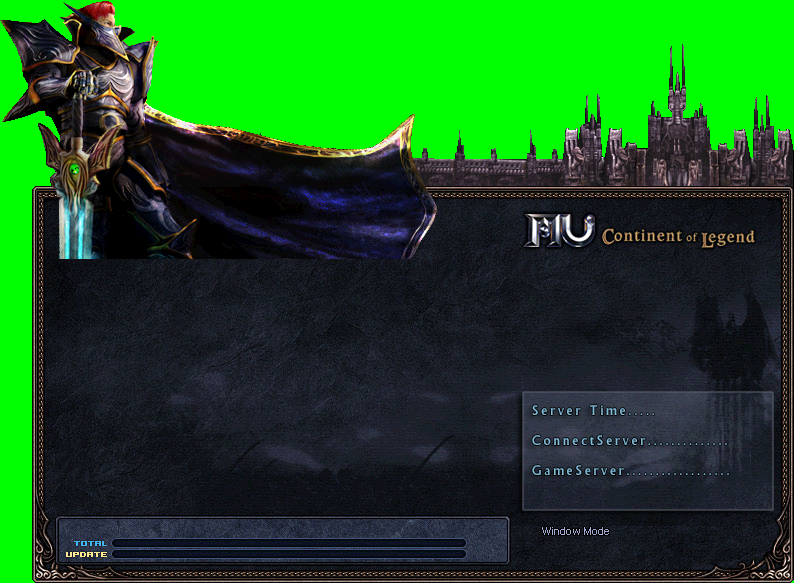 MU Continent of Legend
Server Time.....
ConnectServer..............
GameServer..................
Window Mode
TOTAL
UPDATE